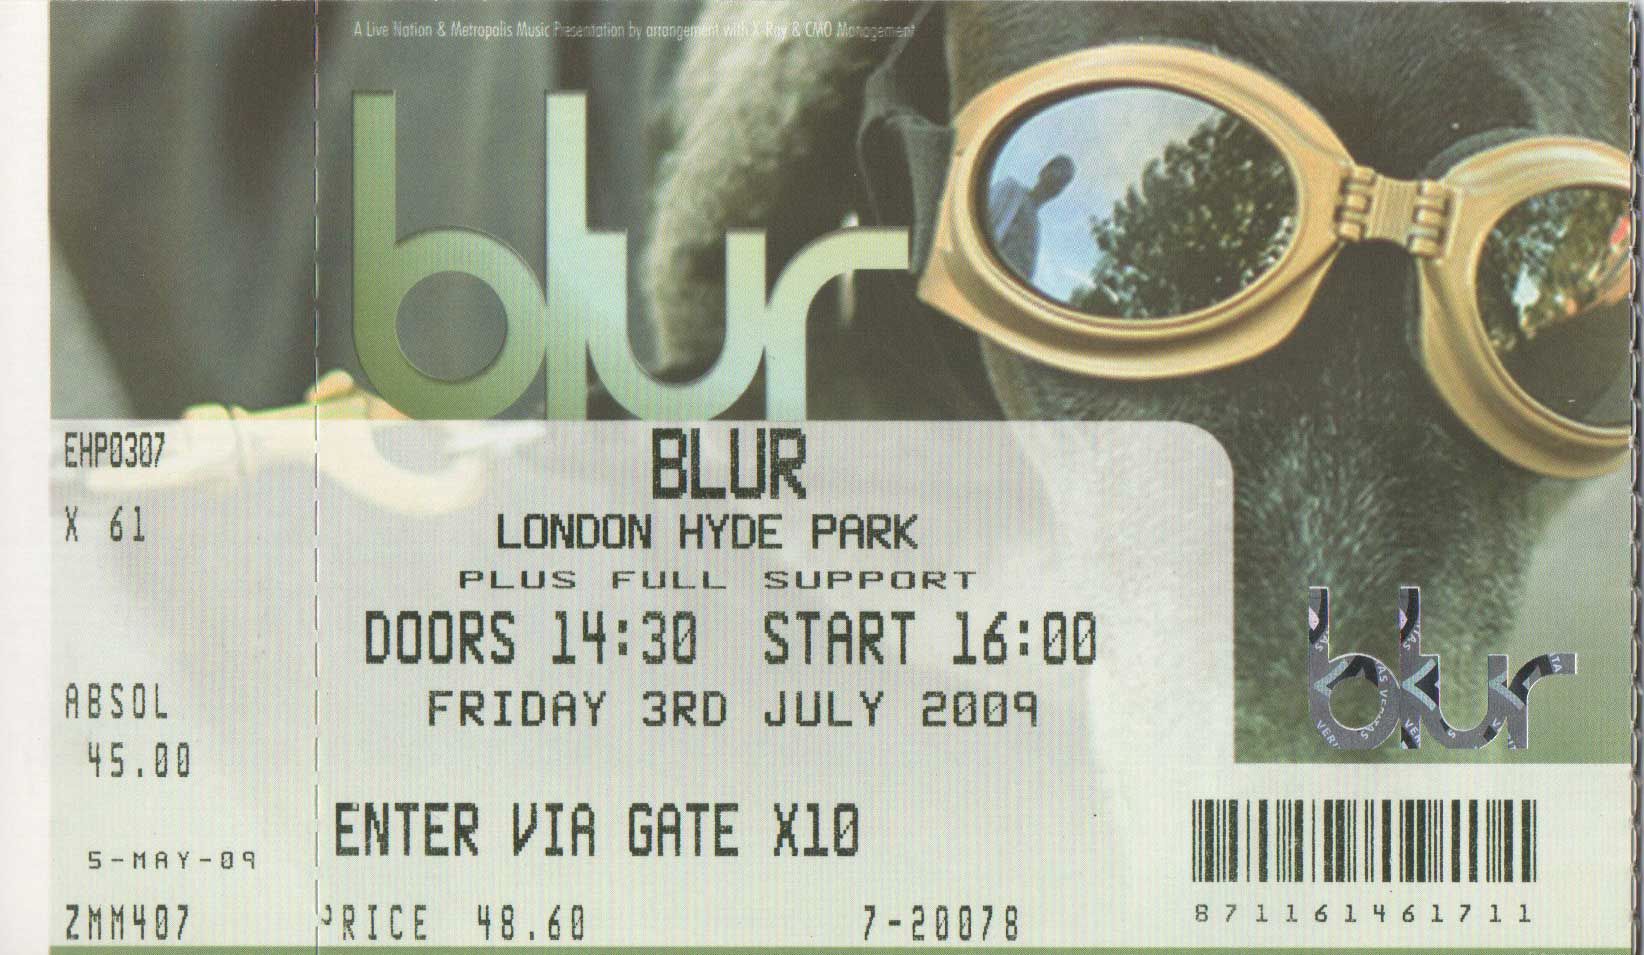 A Live Nation & Metropolis Music Presentation by arrangement with X-Ray & CMO Management
blur
EHP0307
X 61
ABSOL
45.00
5-MAY-09
ZMM407
BLUR
LONDON HYDE PARK
PLUS FULL SUPPORT
DOORS 14:30 START 16:00
FRIDAY 3RD JULY 2009
ENTER VIA GATE X10
PRICE 48.60 7-20078
blur
871161461711